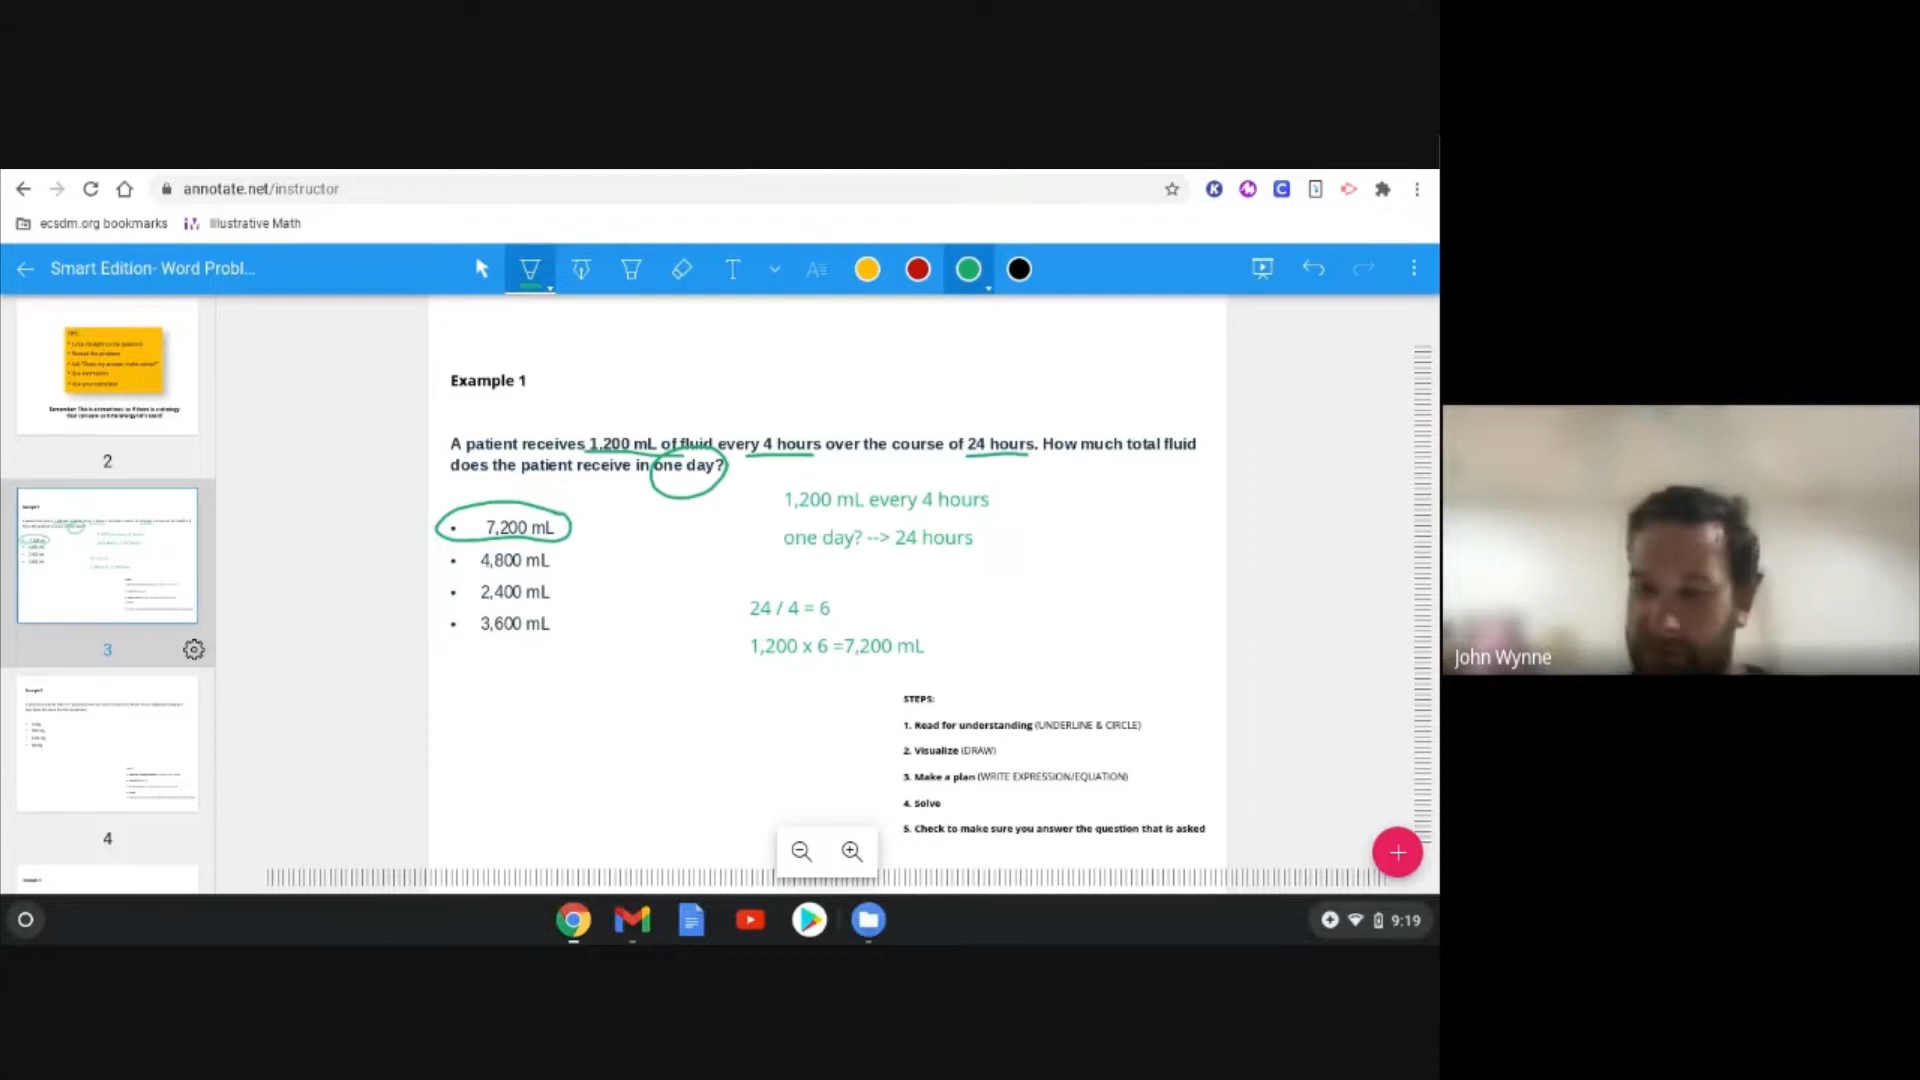 annotate.net/instructor
ecsdm.org bookmarks
Illustrative Math
Smart Edition- Word Probl...
2
3
4
Example 1
A patient receives 1,200 mL of fluid every 4 hours over the course of 24 hours. How much total fluid
does the patient receive in one day?
• 7,200 mL
• 4,800 mL
• 2,400 mL
• 3,600 mL
1,200 mL every 4 hours
one day? --> 24 hours
24 / 4 = 6
1,200 x 6 =7,200 mL
STEPS:
1. Read for understanding (UNDERLINE & CIRCLE)
2. Visualize (DRAW)
3. Make a plan (WRITE EXPRESSION/EQUATION)
4. Solve
5. Check to make sure you answer the question that is asked
9:19
John Wynne